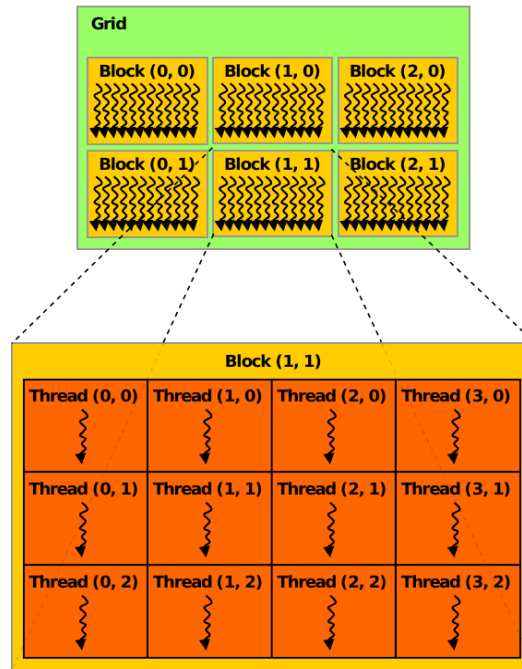 Grid
Block (0, 0) Block (1, 0) Block (2, 0)
Block (0, 1) Block (1, 1) Block (2, 1)
Block (1, 1)
Thread (0, 0) Thread (1, 0) Thread (2, 0) Thread (3, 0)
Thread (0, 1) Thread (1, 1) Thread (2, 1) Thread (3, 1)
Thread (0, 2) Thread (1, 2) Thread (2, 2) Thread (3, 2)